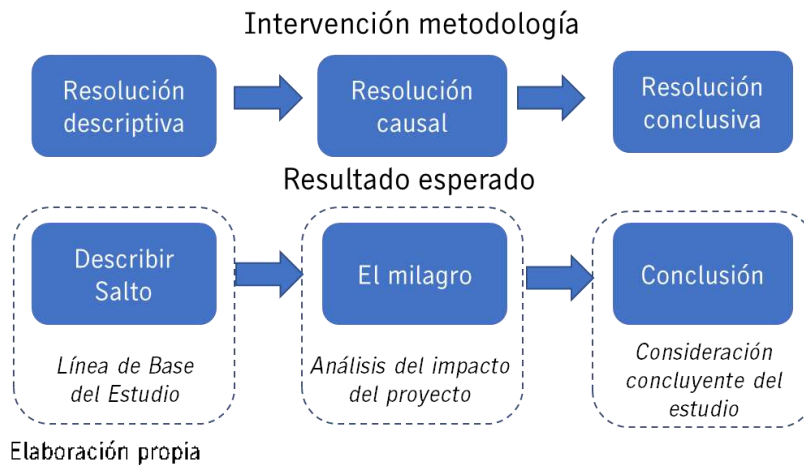 Intervención metodología
Resolución
descriptiva
Resolución
causal
Resolución
conclusiva
Resultado esperado
Describir
Salto
El milagro
Conclusión
Línea de Base
del Estudio
Análisis del impacto
del proyecto
Consideración
concluyente del
estudio
Elaboración propia